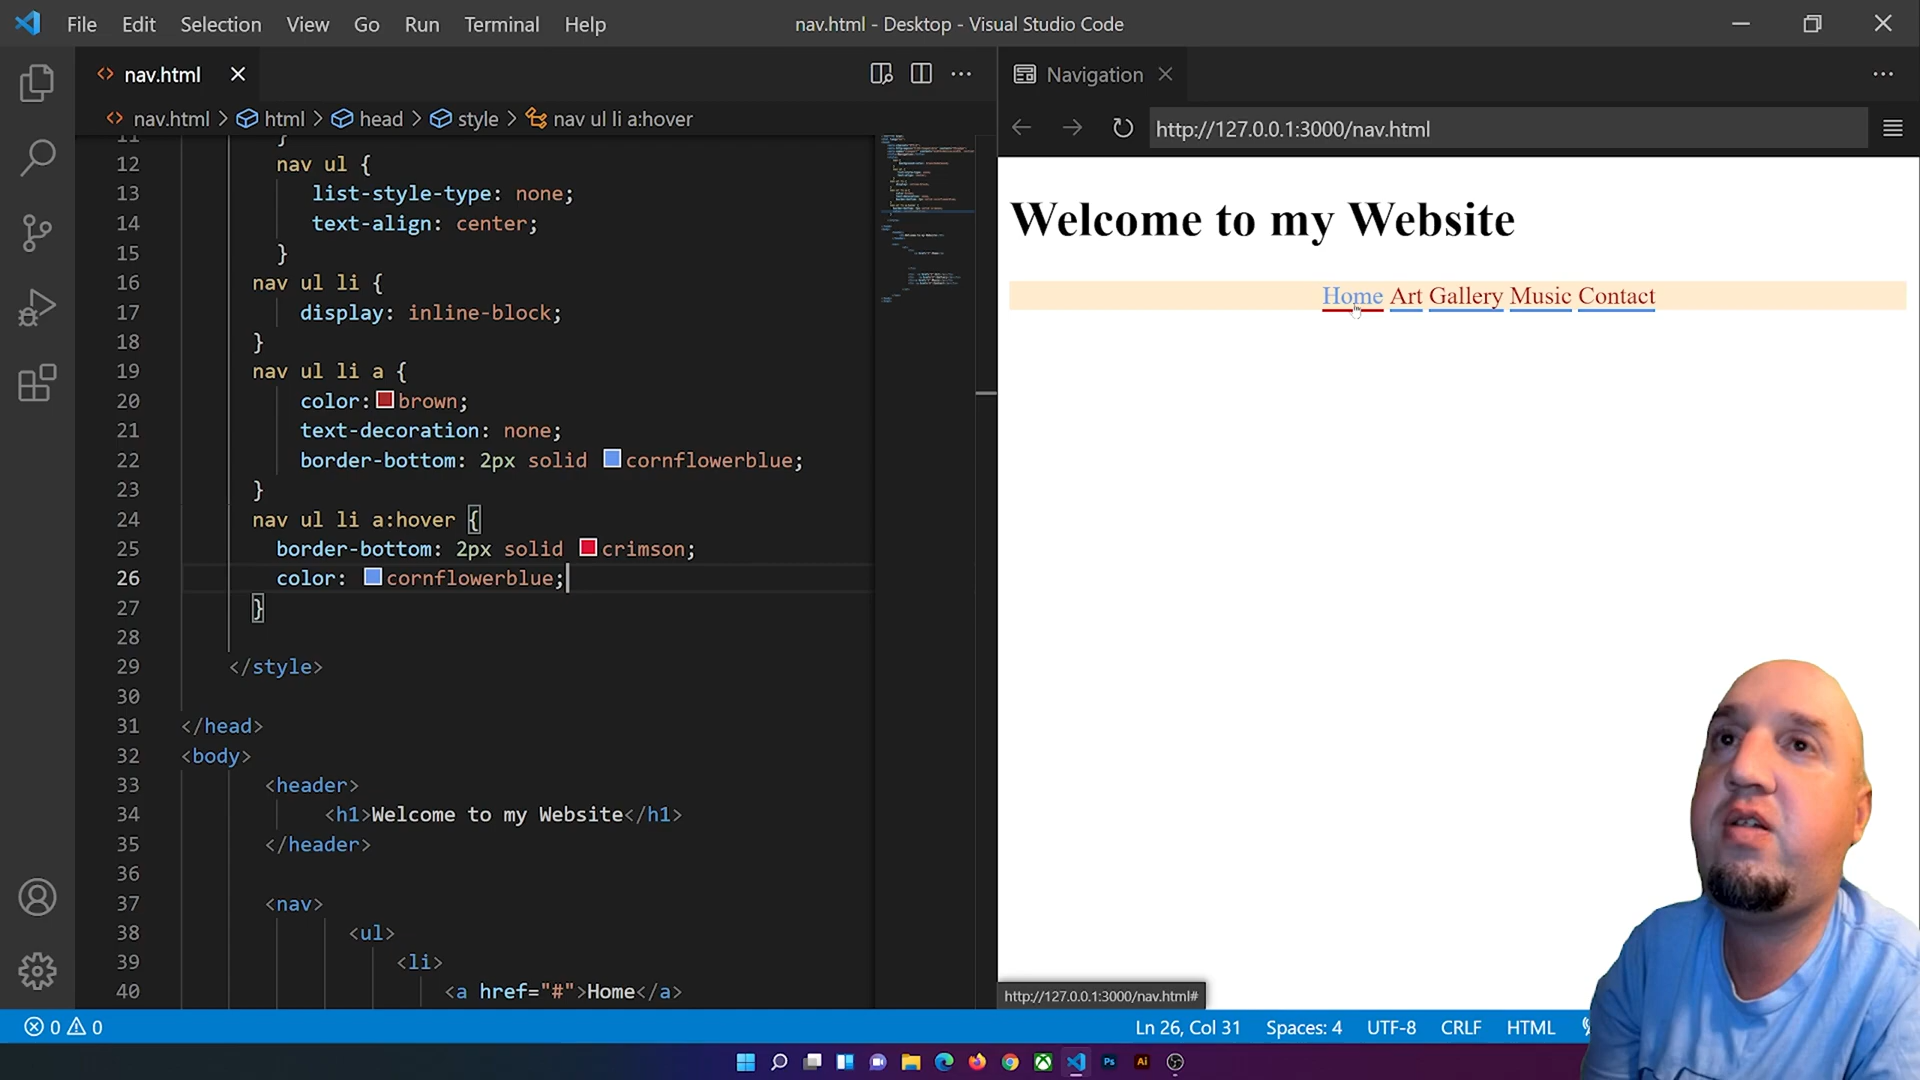 File Edit Selection View Go Run Terminal Help
nav.html - Desktop - Visual Studio Code
nav.html
nav.html > html > head > style > nav ul li a:hover
11 }
12 nav ul {
13 list-style-type: none;
14 text-align: center;
15 }
16 nav ul li {
17 display: inline-block;
18 }
19 nav ul li a {
20 color: brown;
21 text-decoration: none;
22 border-bottom: 2px solid cornflowerblue;
23 }
24 nav ul li a:hover {
25 border-bottom: 2px solid crimson;
26 color: cornflowerblue;
27 }
28
29 </style>
30
31 </head>
32 <body>
33 <header>
34 <h1>Welcome to my Website</h1>
35 </header>
36
37 <nav>
38 <ul>
39 <li>
40 <a href="#">Home</a>
Navigation
http://127.0.0.1:3000/nav.html
Welcome to my Website
Home Art Gallery Music Contact
http://127.0.0.1:3000/nav.html#
0 0
Ln 26, Col 31 Spaces: 4 UTF-8 CRLF HTML
Ps Ai